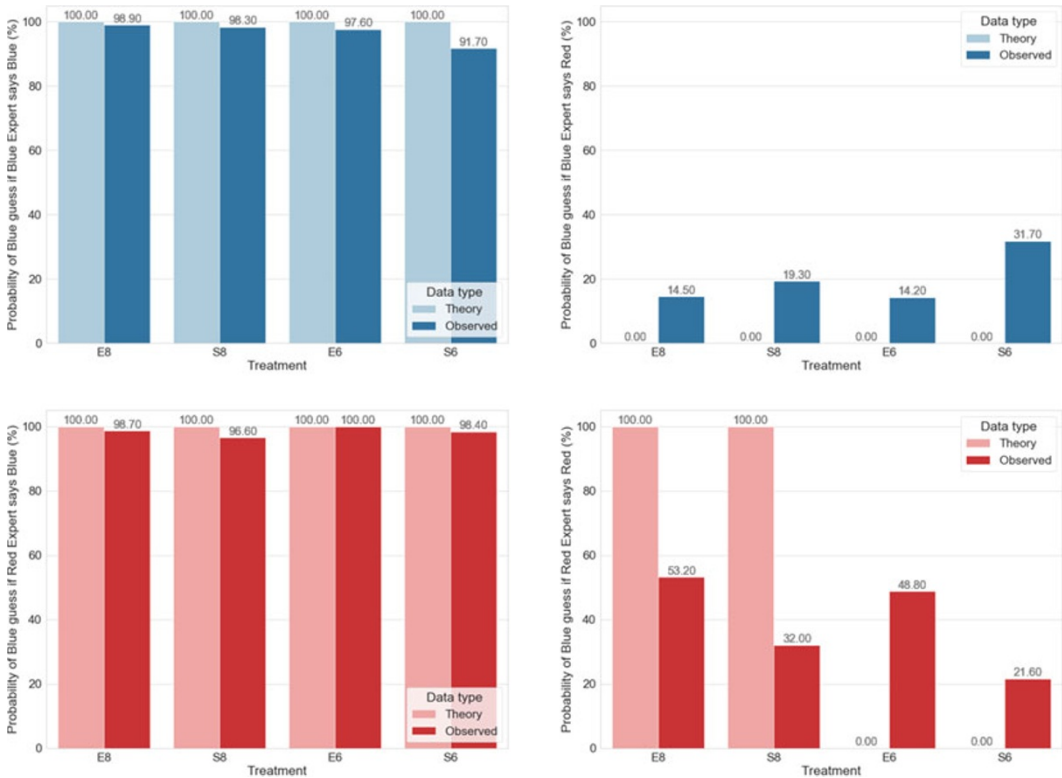 Probability of Blue guess if Blue Expert says Blue (%)
100
80
60
40
20
0
100.00 98.90
100.00 98.30
100.00 97.60
100.00
91.70
Data type
Theory
Observed
E8 S8 E6 S6
Treatment
Probability of Blue guess if Blue Expert says Red (%)
100
80
60
40
20
0
Data type
Theory
Observed
0.00 14.50
0.00 19.30
0.00 14.20
0.00 31.70
E8 S8 E6 S6
Treatment
Probability of Blue guess if Red Expert says Blue (%)
100
80
60
40
20
0
100.00 98.70
100.00 96.60
100.00 100.00
100.00 98.40
Data type
Theory
Observed
E8 S8 E6 S6
Treatment
Probability of Blue guess if Red Expert says Red (%)
100
80
60
40
20
0
100.00 53.20
100.00 32.00
0.00 48.80
0.00 21.60
Data type
Theory
Observed
E8 S8 E6 S6
Treatment